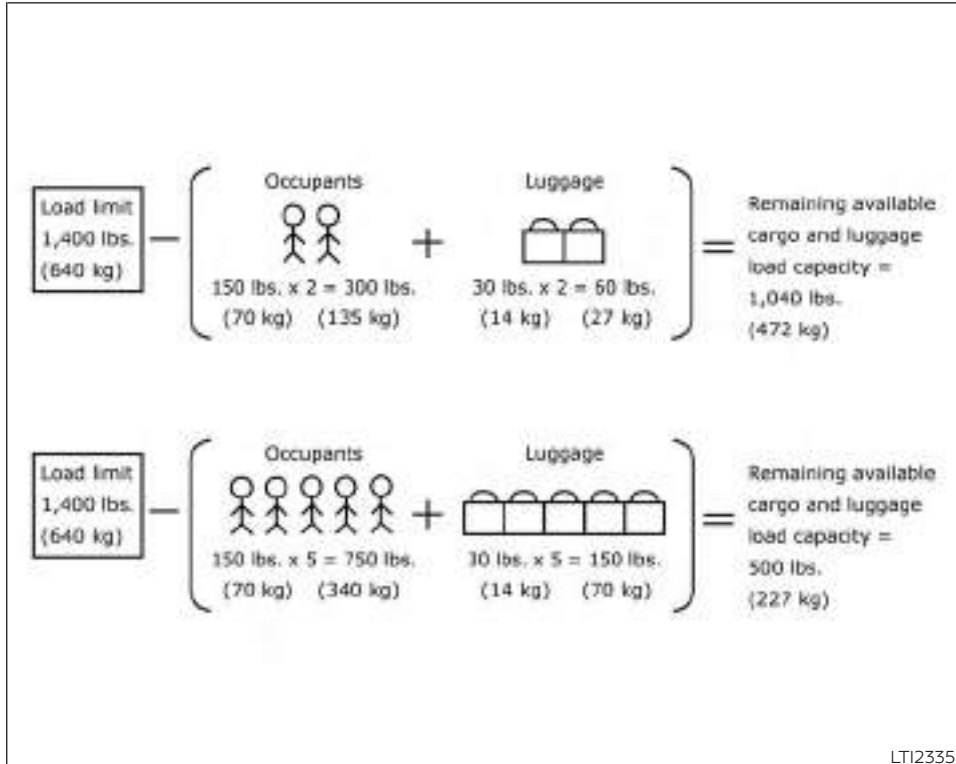 Occupants
Luggage
Load limit
1,400 lbs.
(640 kg)
—
+
=
150 lbs. x 2 = 300 lbs.
(70 kg) (135 kg)
30 lbs. x 2 = 60 lbs.
(14 kg) (27 kg)
Remaining available
cargo and luggage
load capacity =
1,040 lbs.
(472 kg)
Occupants
Luggage
Load limit
1,400 lbs.
(640 kg)
—
+
=
150 lbs. x 5 = 750 lbs.
(70 kg) (340 kg)
30 lbs. x 5 = 150 lbs.
(14 kg) (70 kg)
Remaining available
cargo and luggage
load capacity =
500 lbs.
(227 kg)
LTI2335